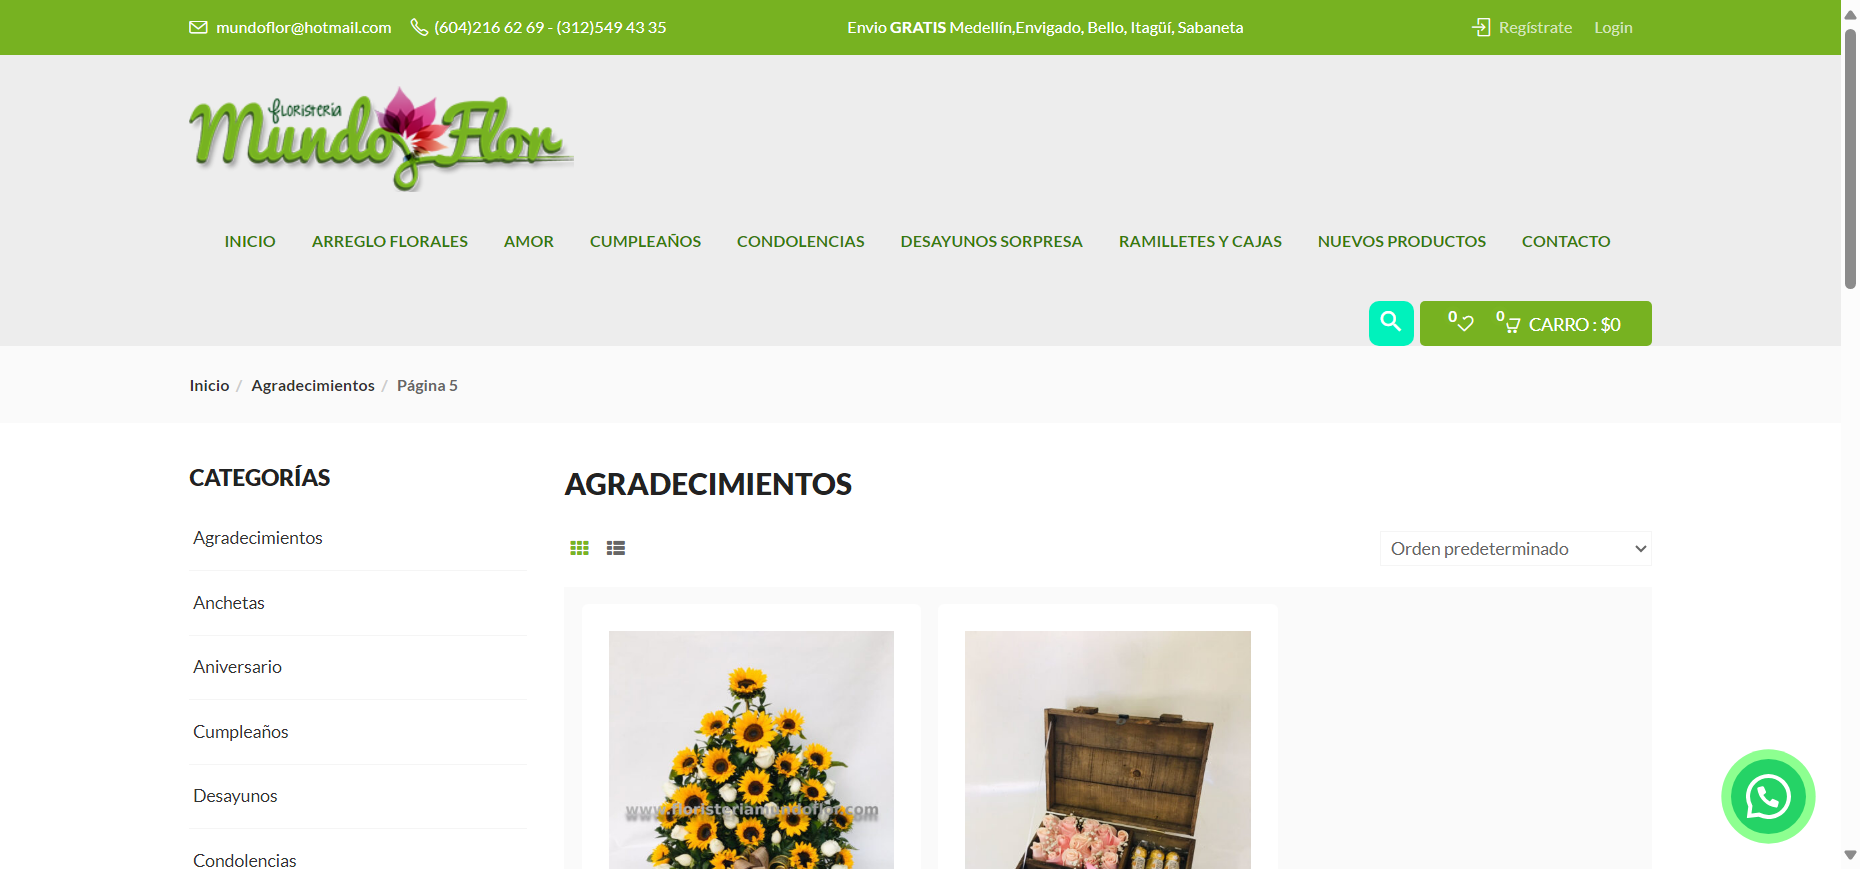 mundoflor@hotmail.com (604)216 62 69 - (312)549 43 35 Envio GRATIS Medellín,Envigado, Bello, Itagüí, Sabaneta Regístrate Login
floristeria
Mundo Flor
INICIO ARREGLO FLORALES AMOR CUMPLEAÑOS CONDOLENCIAS DESAYUNOS SORPRESA RAMILLETES Y CAJAS NUEVOS PRODUCTOS CONTACTO
0 0 CARRO : $0
Inicio / Agradecimientos / Página 5
CATEGORÍAS
Agradecimientos
Anchetas
Aniversario
Cumpleaños
Desayunos
Condolencias
AGRADECIMIENTOS
Orden predeterminado
www.floristeriamundoflor.com